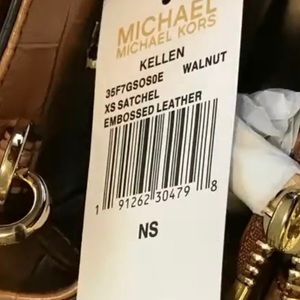 MICHAEL
MICHAEL KORS
KELLEN
35F7GSOS0E WALNUT
XS SATCHEL
EMBOSSED LEATHER
1 91262 30479 8
NS